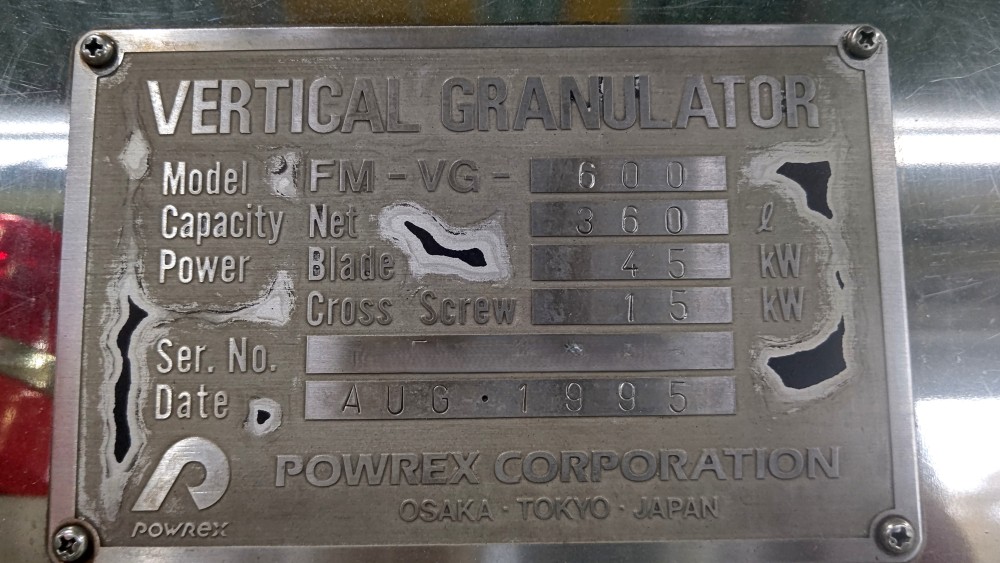 VERTICAL GRANULATOR
Model FM-VG- 600
Capacity Net 360 ℓ
Power Blade 45 kW
Cross Screw 15 kW
Ser. No.
Date AUG·1995
POWREX CORPORATION
POWREX
OSAKA · TOKYO · JAPAN